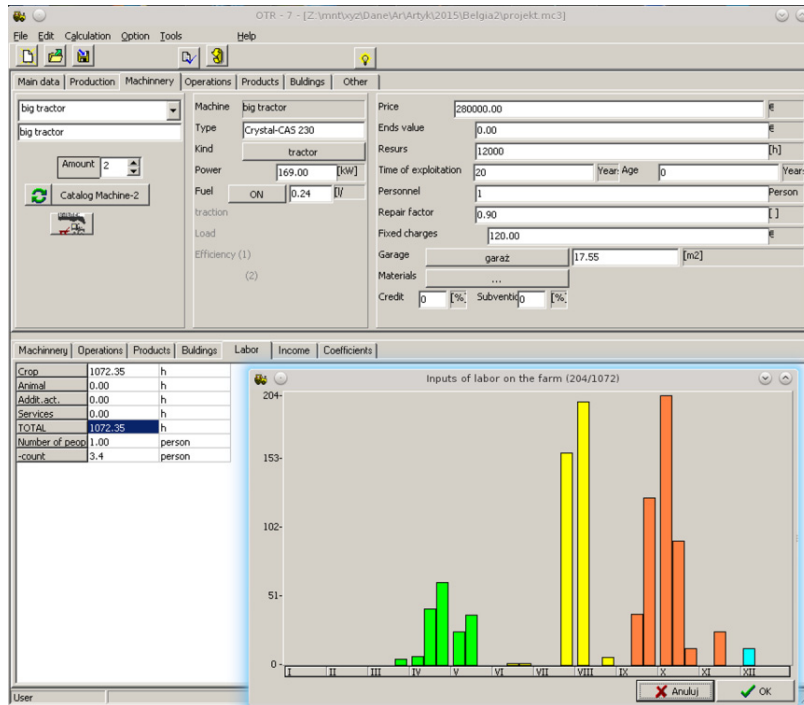 OTR - 7 - [Z:\mnt\xyz\Dane\Ar\Artyk\2015\Belgia2\projekt.mc3]
File Edit Calculation Option Tools Help
Main data Production Machinnery Operations Products Buldings Other
big tractor
big tractor
Amount 2
Catalog Machine-2
Machine big tractor
Type Crystal-CAS 230
Kind tractor
Power 169.00 [kW]
Fuel ON 0.24 [l/
traction
Load
Efficiency (1)
(2)
Price 280000.00 €
Ends value 0.00 €
Resurs 12000 [h]
Time of exploitation 20 Year: Age 0 Year:
Personnel 1 Person
Repair factor 0.90 [ ]
Fixed charges 120.00 €
Garage garaż 17.55 [m2]
Materials ...
Credit 0 [%] Subventic 0 [%]
Machinnery Operations Products Buldings Labor Income Coefficients
Crop 1072.35 h
Animal 0.00 h
Addit.act. 0.00 h
Services 0.00 h
TOTAL 1072.35 h
Number of peop 1.00 person
-count 3.4 person
Inputs of labor on the farm (204/1072)
204-
153-
102-
51-
0-
I II III IV V VI VII VIII IX X XI XII
Anuluj OK
User